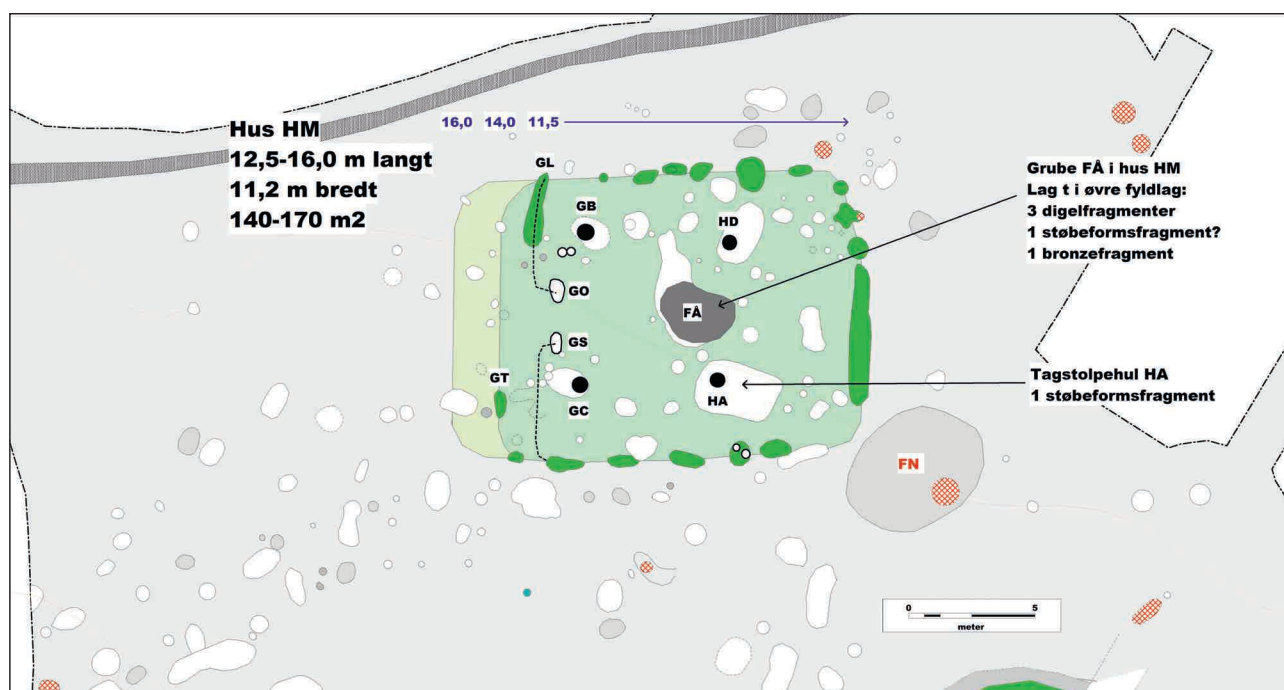 Hus HM
12,5-16,0 m langt
11,2 m bredt
140-170 m2
16,0 14,0 11,5
GL
GB
HD
GO
FÅ
GS
GT
GC
HA
FN
Grube FÅ i hus HM
Lag t i øvre fyldlag:
3 digelfragmenter
1 støbeformsfragment?
1 bronzefragment
Tagstolpehul HA
1 støbeformsfragment
0 5
meter